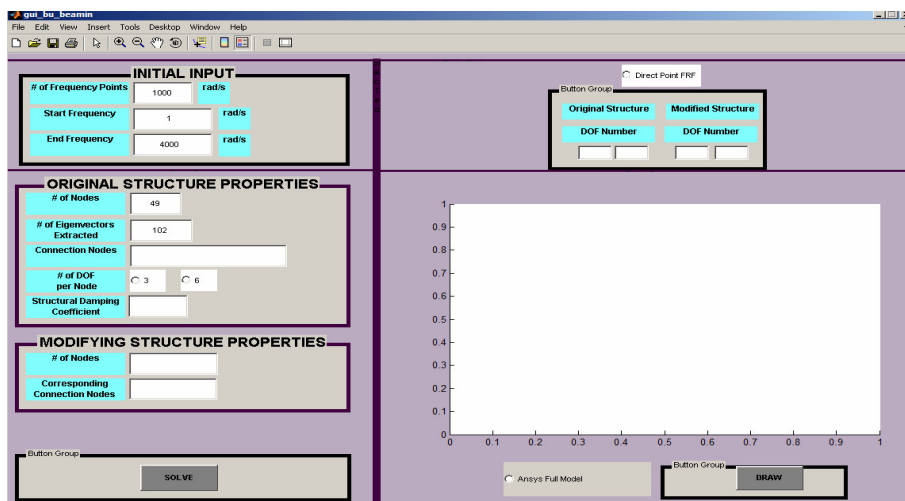 gui_bu_beamin
File Edit View Insert Tools Desktop Window Help
INITIAL INPUT
# of Frequency Points 1000 rad/s
Start Frequency 1 rad/s
End Frequency 4000 rad/s
ORIGINAL STRUCTURE PROPERTIES
# of Nodes 49
# of Eigenvectors
Extracted
102
Connection Nodes
# of DOF
per Node
3 6
Structural Damping
Coefficient
MODIFYING STRUCTURE PROPERTIES
# of Nodes
Corresponding
Connection Nodes
Button Group
SOLVE
Direct Point FRF
Button Group
Original Structure Modified Structure
DOF Number DOF Number
1
0.9
0.8
0.7
0.6
0.5
0.4
0.3
0.2
0.1
0
0 0.1 0.2 0.3 0.4 0.5 0.6 0.7 0.8 0.9 1
Ansys Full Model
Button Group
DRAW